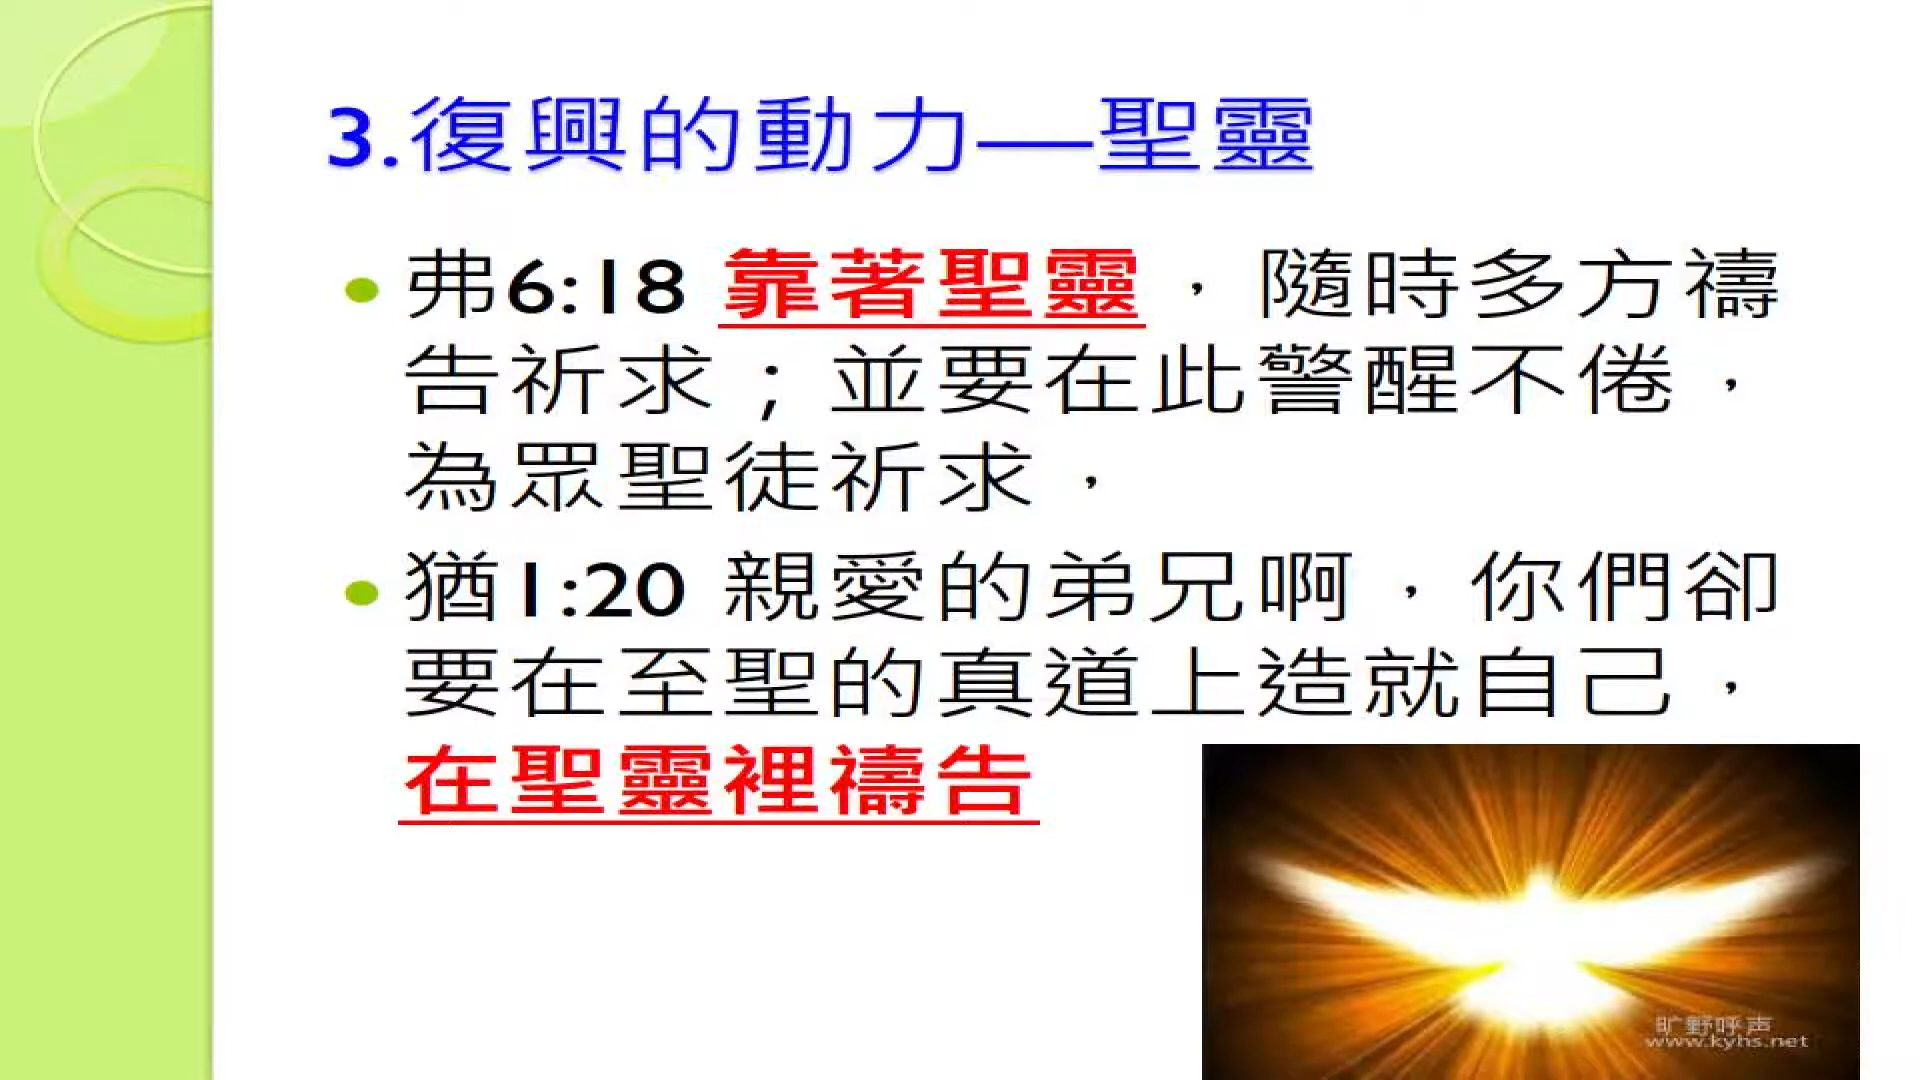 3.復興的動力—聖靈
弗6:18 靠著聖靈，隨時多方禱
告祈求；並要在此警醒不倦，
為眾聖徒祈求，
猶1:20 親愛的弟兄啊，你們卻
要在至聖的真道上造就自己，
在聖靈裡禱告
旷野呼声
www.kyhs.net